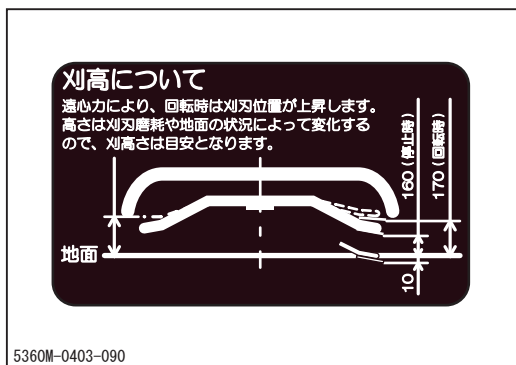 刈高について
遠心力により、回転時は刈刃位置が上昇します。
高さは刈刃磨耗や地面の状況によって変化する
ので、刈高さは目安となります。
160(停止時)
170(回転時)
地面
10
5360M-0403-090